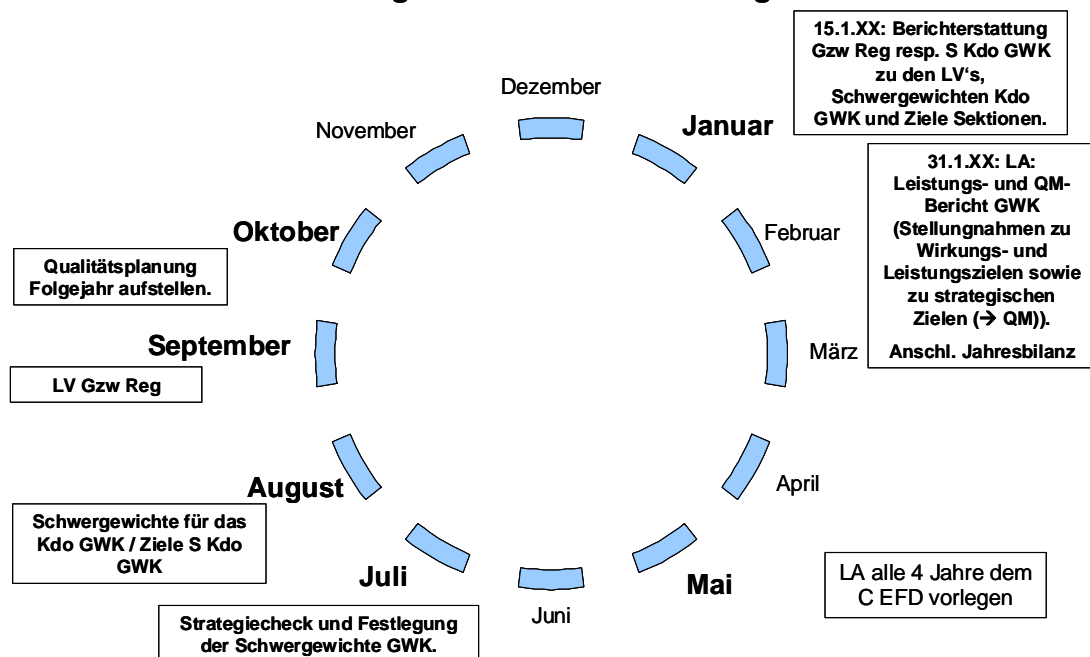 15.1.XX: Berichterstattung
Gzw Reg resp. S Kdo GWK
zu den LV's,
Schwergewichten Kdo
GWK und Ziele Sektionen.
Dezember
November
Januar
31.1.XX: LA:
Leistungs- und QM-
Bericht GWK
(Stellungnahmen zu
Wirkungs- und
Leistungszielen sowie
zu strategischen
Zielen (→ QM)).
Anschl. Jahresbilanz
Oktober
Februar
Qualitätsplanung
Folgejahr aufstellen.
September
März
LV Gzw Reg
August
April
Schwergewichte für das
Kdo GWK / Ziele S Kdo
GWK
Juli
Mai
LA alle 4 Jahre dem
C EFD vorlegen
Juni
Strategiecheck und Festlegung
der Schwergewichte GWK.